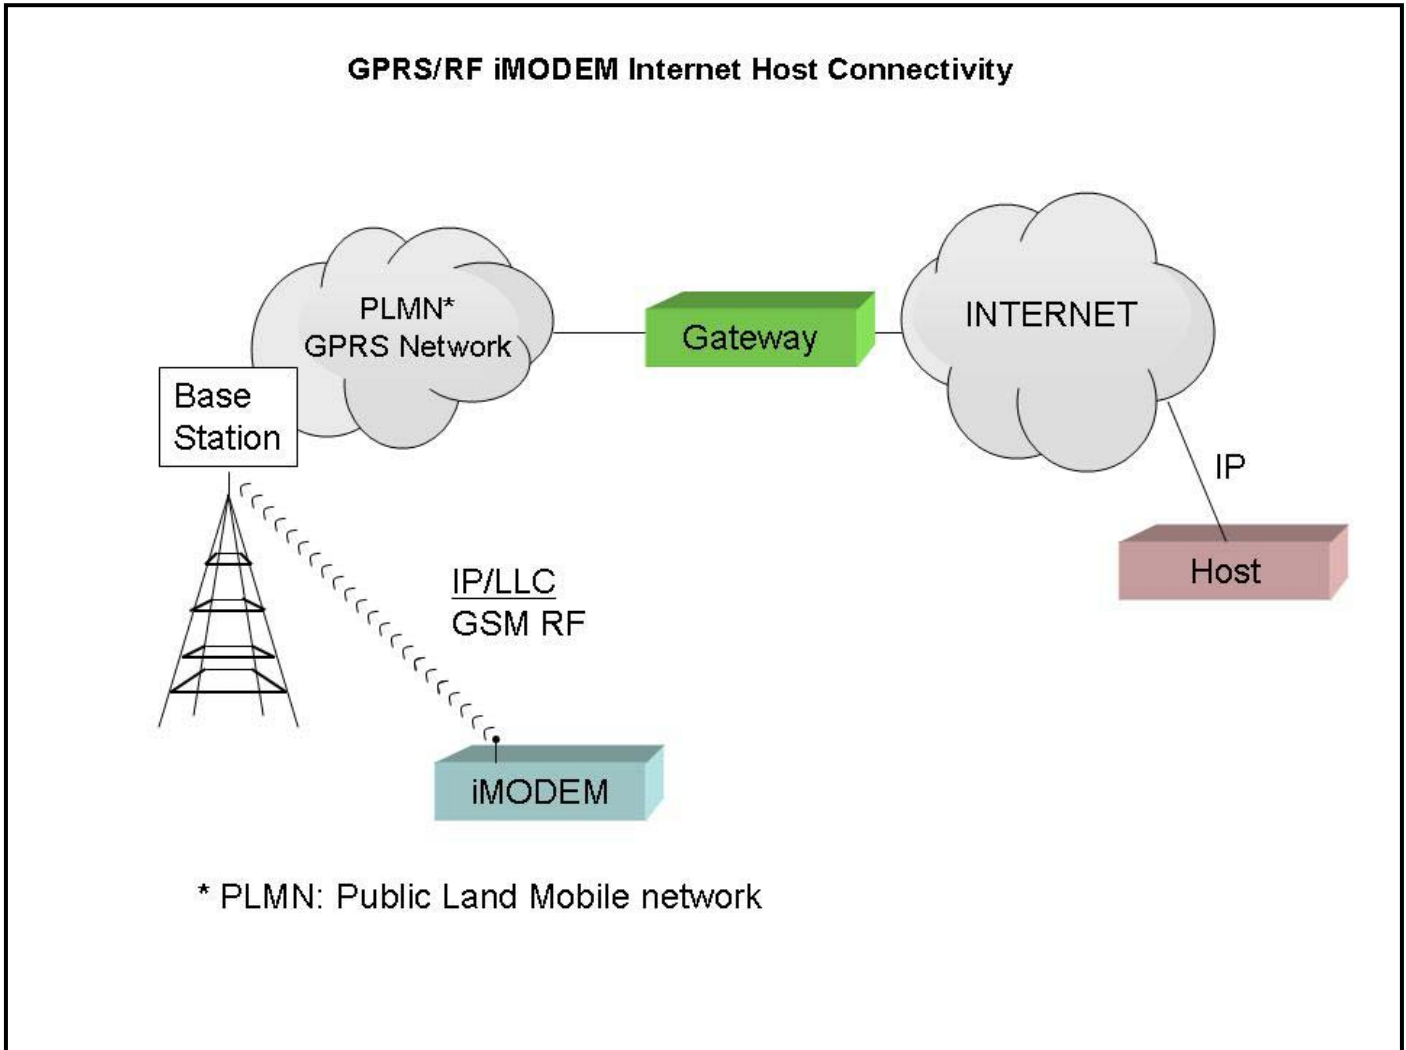 GPRS/RF iMODEM Internet Host Connectivity
PLMN*
GPRS Network
Gateway
INTERNET
Base
Station
IP
Host
IP/LLC
GSM RF
iMODEM
* PLMN: Public Land Mobile network